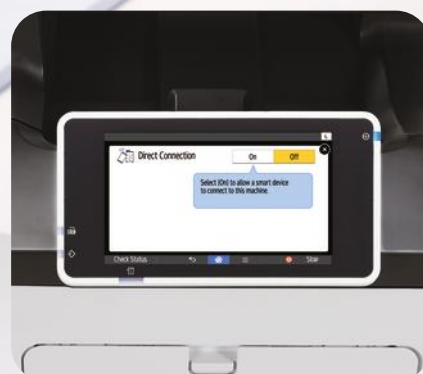 Direct Connection
On
Off
Select [On] to allow a smart device
to connect to this machine.
Check Status
Stop